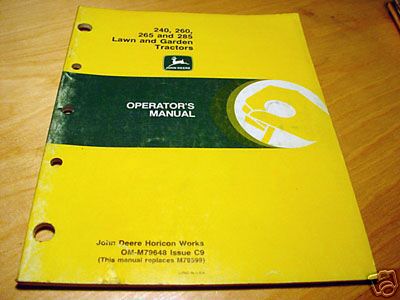 240, 260,
265 and 285
Lawn and Garden
Tractors
JOHN DEERE
OPERATOR'S
MANUAL
John Deere Horicon Works
OM-M79648 Issue C9
(This manual replaces M78599)